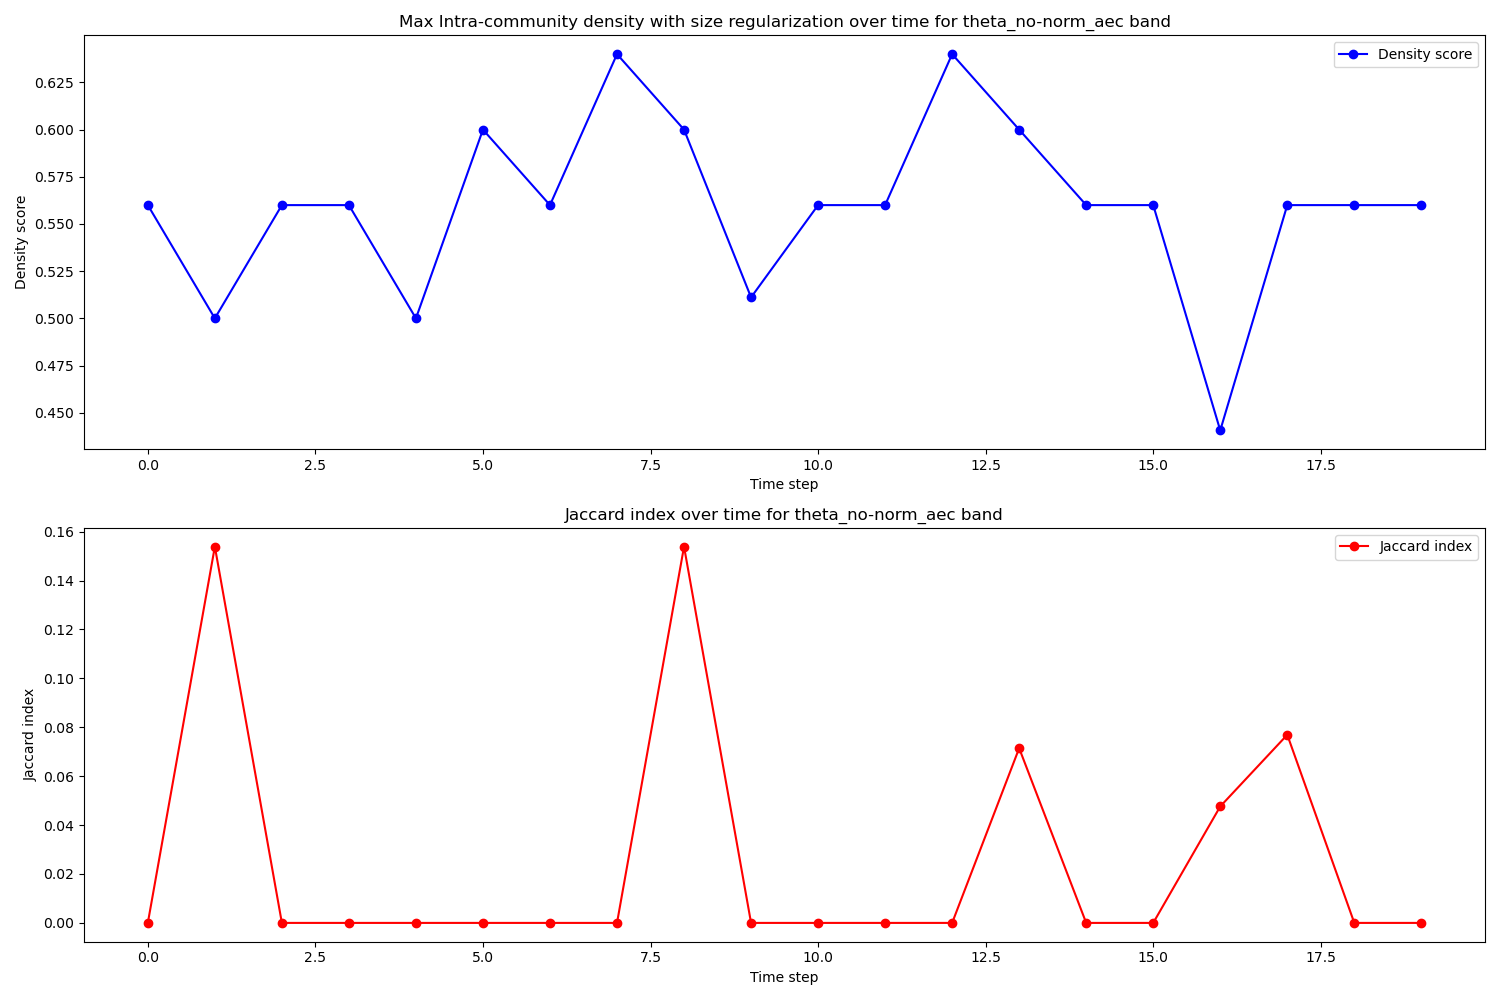 Max Intra-community density with size regularization over time for theta_no-norm_aec band
Density score
0.625
0.600
0.575
0.550
0.525
0.500
0.475
0.450
Density score
0.0 2.5 5.0 7.5 10.0 12.5 15.0 17.5
Time step
Jaccard index over time for theta_no-norm_aec band
Jaccard index
0.16
0.14
0.12
0.10
0.08
0.06
0.04
0.02
0.00
Jaccard index
0.0 2.5 5.0 7.5 10.0 12.5 15.0 17.5
Time step